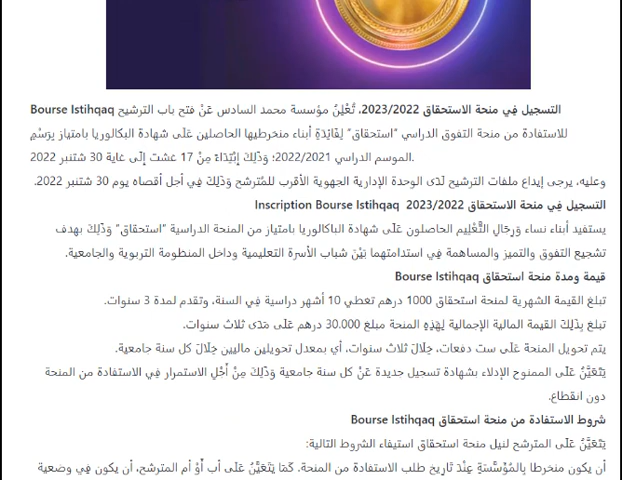 التسجيل فِي منحة الاستحقاق 2023/2022، تُعْلِنُ مؤسسة محمد السادس عَنْ فتح باب الترشيح Bourse Istihqaq
للاستفادة من منحة التفوق الدراسي “استحقاق” لِفَائِدَةِ أبناء منخرطيها الحاصلين عَلَى شهادة البكالوريا بامتياز بِرَسْمِ
الموسم الدراسي 2022/2021؛ وَذَلِكَ اِبْتِدَاءً مِنْ 17 غشت إِلَى غاية 30 شتنبر 2022.
وعليه، يرجى إيداع ملفات الترشيح لَدَى الوحدة الإدارية الجهوية الأقرب للمُترشح وَذَلِكَ فِي أجل أقصاه يوم 30 شتنبر 2022.
التسجيل فِي منحة الاستحقاق 2023/2022 Inscription Bourse Istihqaq
يستفيد أبناء نساء وَرِجَالِ التَّعْلِيم الحاصلون عَلَى شهادة الباكالوريا بامتياز من المنحة الدراسية “استحقاق” وَذَلِكَ بهدف
تشجيع التفوق والتميز والمساهمة فِي استدامتهما بَيْنَ شباب الأسرة التعليمية وداخل المنظومة التربوية والجامعية.
قيمة ومدة منحة استحقاق Bourse Istihqaq
تبلغ القيمة الشهرية لمنحة استحقاق 1000 درهم تغطي 10 أشهر دراسية فِي السنة، وتقدم لمدة 3 سنوات.
تبلغ بِذَلِكَ القيمة المالية الإجمالية لِهَذِهِ المنحة مبلغ 30.000 درهم عَلَى مَدَى ثلاث سنوات.
يتم تحويل المنحة عَلَى ست دفعات، خِلَالَ ثلاث سنوات، أي بمعدل تحويلين ماليين خِلَالَ كل سنة جامعية.
يَتَعَيَّنُ عَلَى الممنوح الإدلاء بشهادة تسجيل جديدة عَنْ كل سنة جامعية وَذَلِكَ مِنْ أَجْلِ الاستمرار فِي الاستفادة من المنحة
دون انقطاع.
شروط الاستفادة من منحة استحقاق Bourse Istihqaq
يَتَعَيَّنُ عَلَى المترشح لنيل منحة استحقاق استيفاء الشروط التالية:
أن يكون منخرطا بِالمُؤَسَّسَةِ عِنْدَ تَارِيخِ طلب الاستفادة من المنحة. كَمَا يَتَعَيَّنُ عَلَى أب أَوْ أم المترشح، أن يكون فِي وضعية